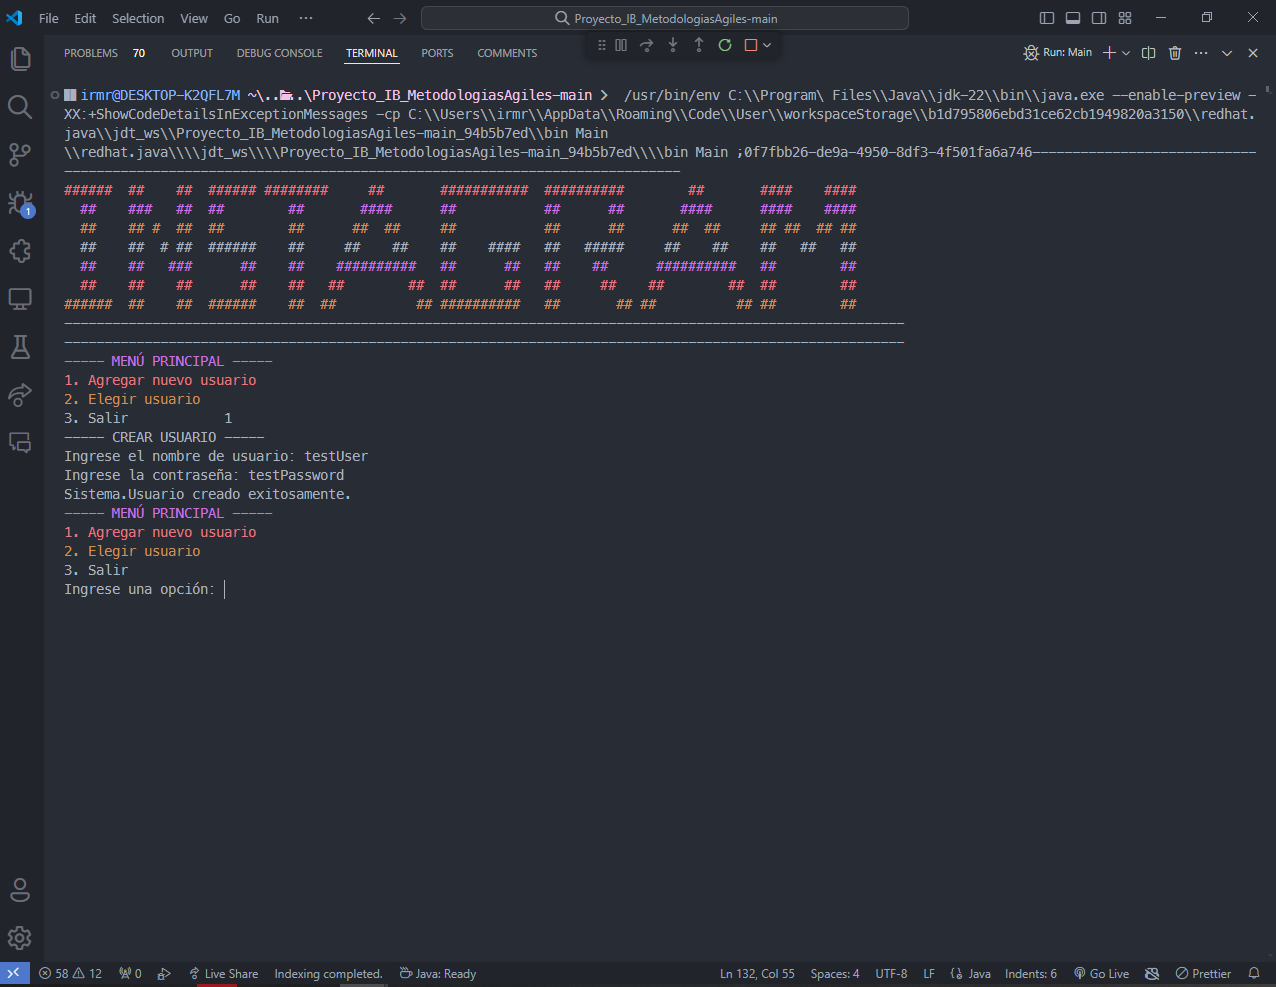 File Edit Selection View Go Run ··· Proyecto_IB_MetodologiasAgiles-main
PROBLEMS 70 OUTPUT DEBUG CONSOLE TERMINAL PORTS COMMENTS Run: Main
irmr@DESKTOP-K2QFL7M ~\..\..\Proyecto_IB_MetodologiasAgiles-main > /usr/bin/env C:\\Program\ Files\\Java\\jdk-22\\bin\\java.exe --enable-preview -
XX:+ShowCodeDetailsInExceptionMessages -cp C:\\Users\\irmr\\AppData\\Roaming\\Code\\User\\workspaceStorage\\b1d795806ebd31ce62cb1949820a3150\\redhat.
java\\jdt_ws\\Proyecto_IB_MetodologiasAgiles-main_94b5b7ed\\bin Main
\\redhat.java\\\\jdt_ws\\\\Proyecto_IB_MetodologiasAgiles-main_94b5b7ed\\\\bin Main ;0f7fbb26-de9a-4950-8df3-4f501fa6a746----------------------------
-----------------------------------------------------------------------------
INSTAGRAM
---------------------------------------------------------------------------------------------------------
---------------------------------------------------------------------------------------------------------
----- MENÚ PRINCIPAL -----
1. Agregar nuevo usuario
2. Elegir usuario
3. Salir 1
----- CREAR USUARIO -----
Ingrese el nombre de usuario: testUser
Ingrese la contraseña: testPassword
Sistema.Usuario creado exitosamente.
----- MENÚ PRINCIPAL -----
1. Agregar nuevo usuario
2. Elegir usuario
3. Salir
Ingrese una opción:
1
58 12 0 Live Share Indexing completed. Java: Ready Ln 132, Col 55 Spaces: 4 UTF-8 LF Java Indents: 6 Go Live Prettier